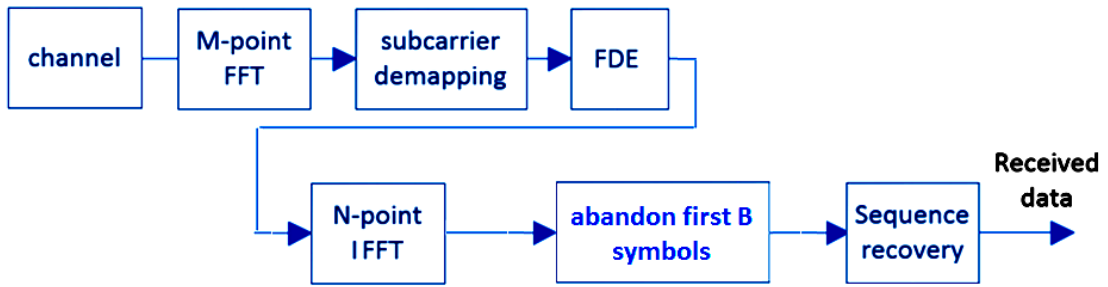 channel
M-point
FFT
subcarrier
demapping
FDE
Received
data
N-point
IFFT
abandon first B
symbols
Sequence
recovery